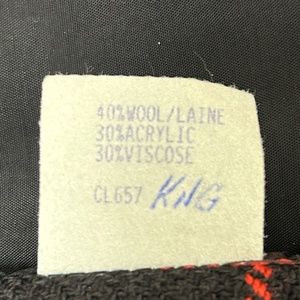 40%WOOL/LAINE
30%ACRYLIC
30%VISCOSE
CL657 KNG